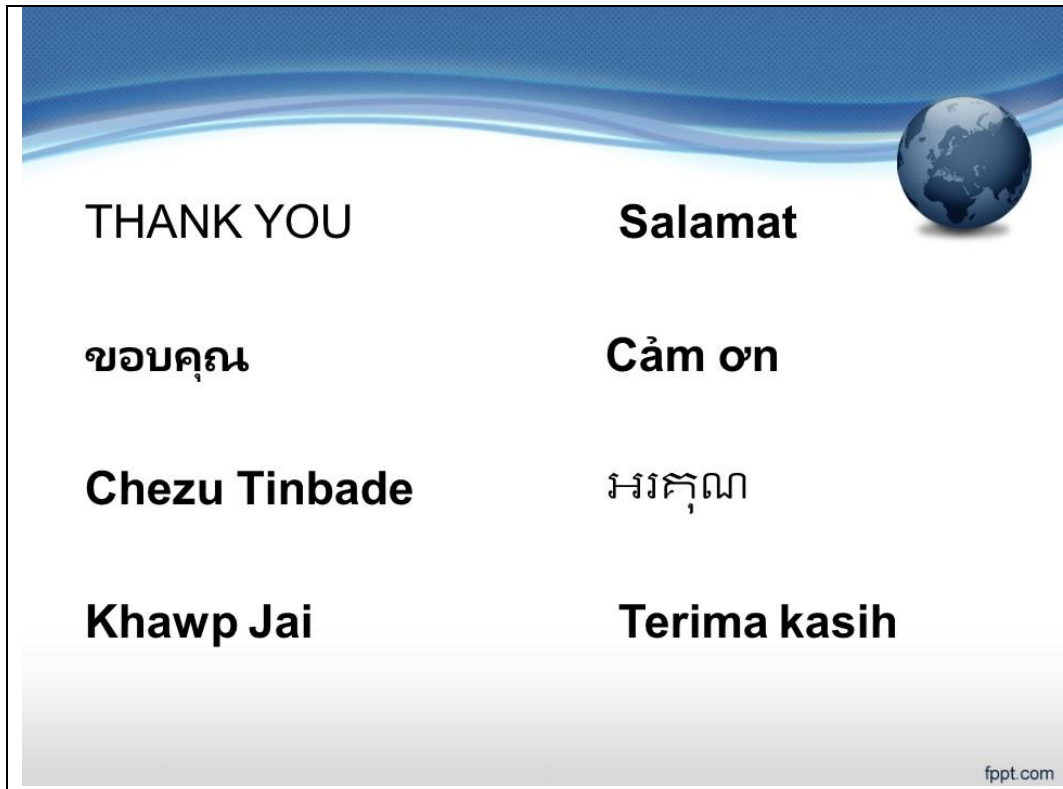 THANK YOU
Salamat
ขอบคุณ
Cảm ơn
Chezu Tinbade
អរគុណ
Khawp Jai
Terima kasih
fppt.com